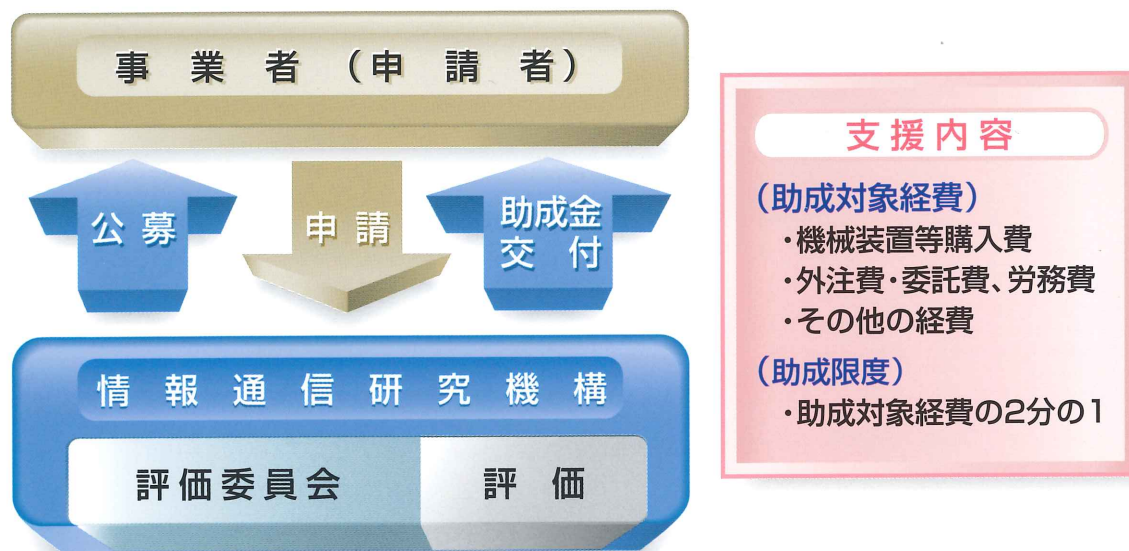 事業者（申請者）
公募
申請
助成金
交付
情報通信研究機構
評価委員会
評価
支援内容
（助成対象経費）
・機械装置等購入費
・外注費・委託費、労務費
・その他の経費
（助成限度）
・助成対象経費の2分の1